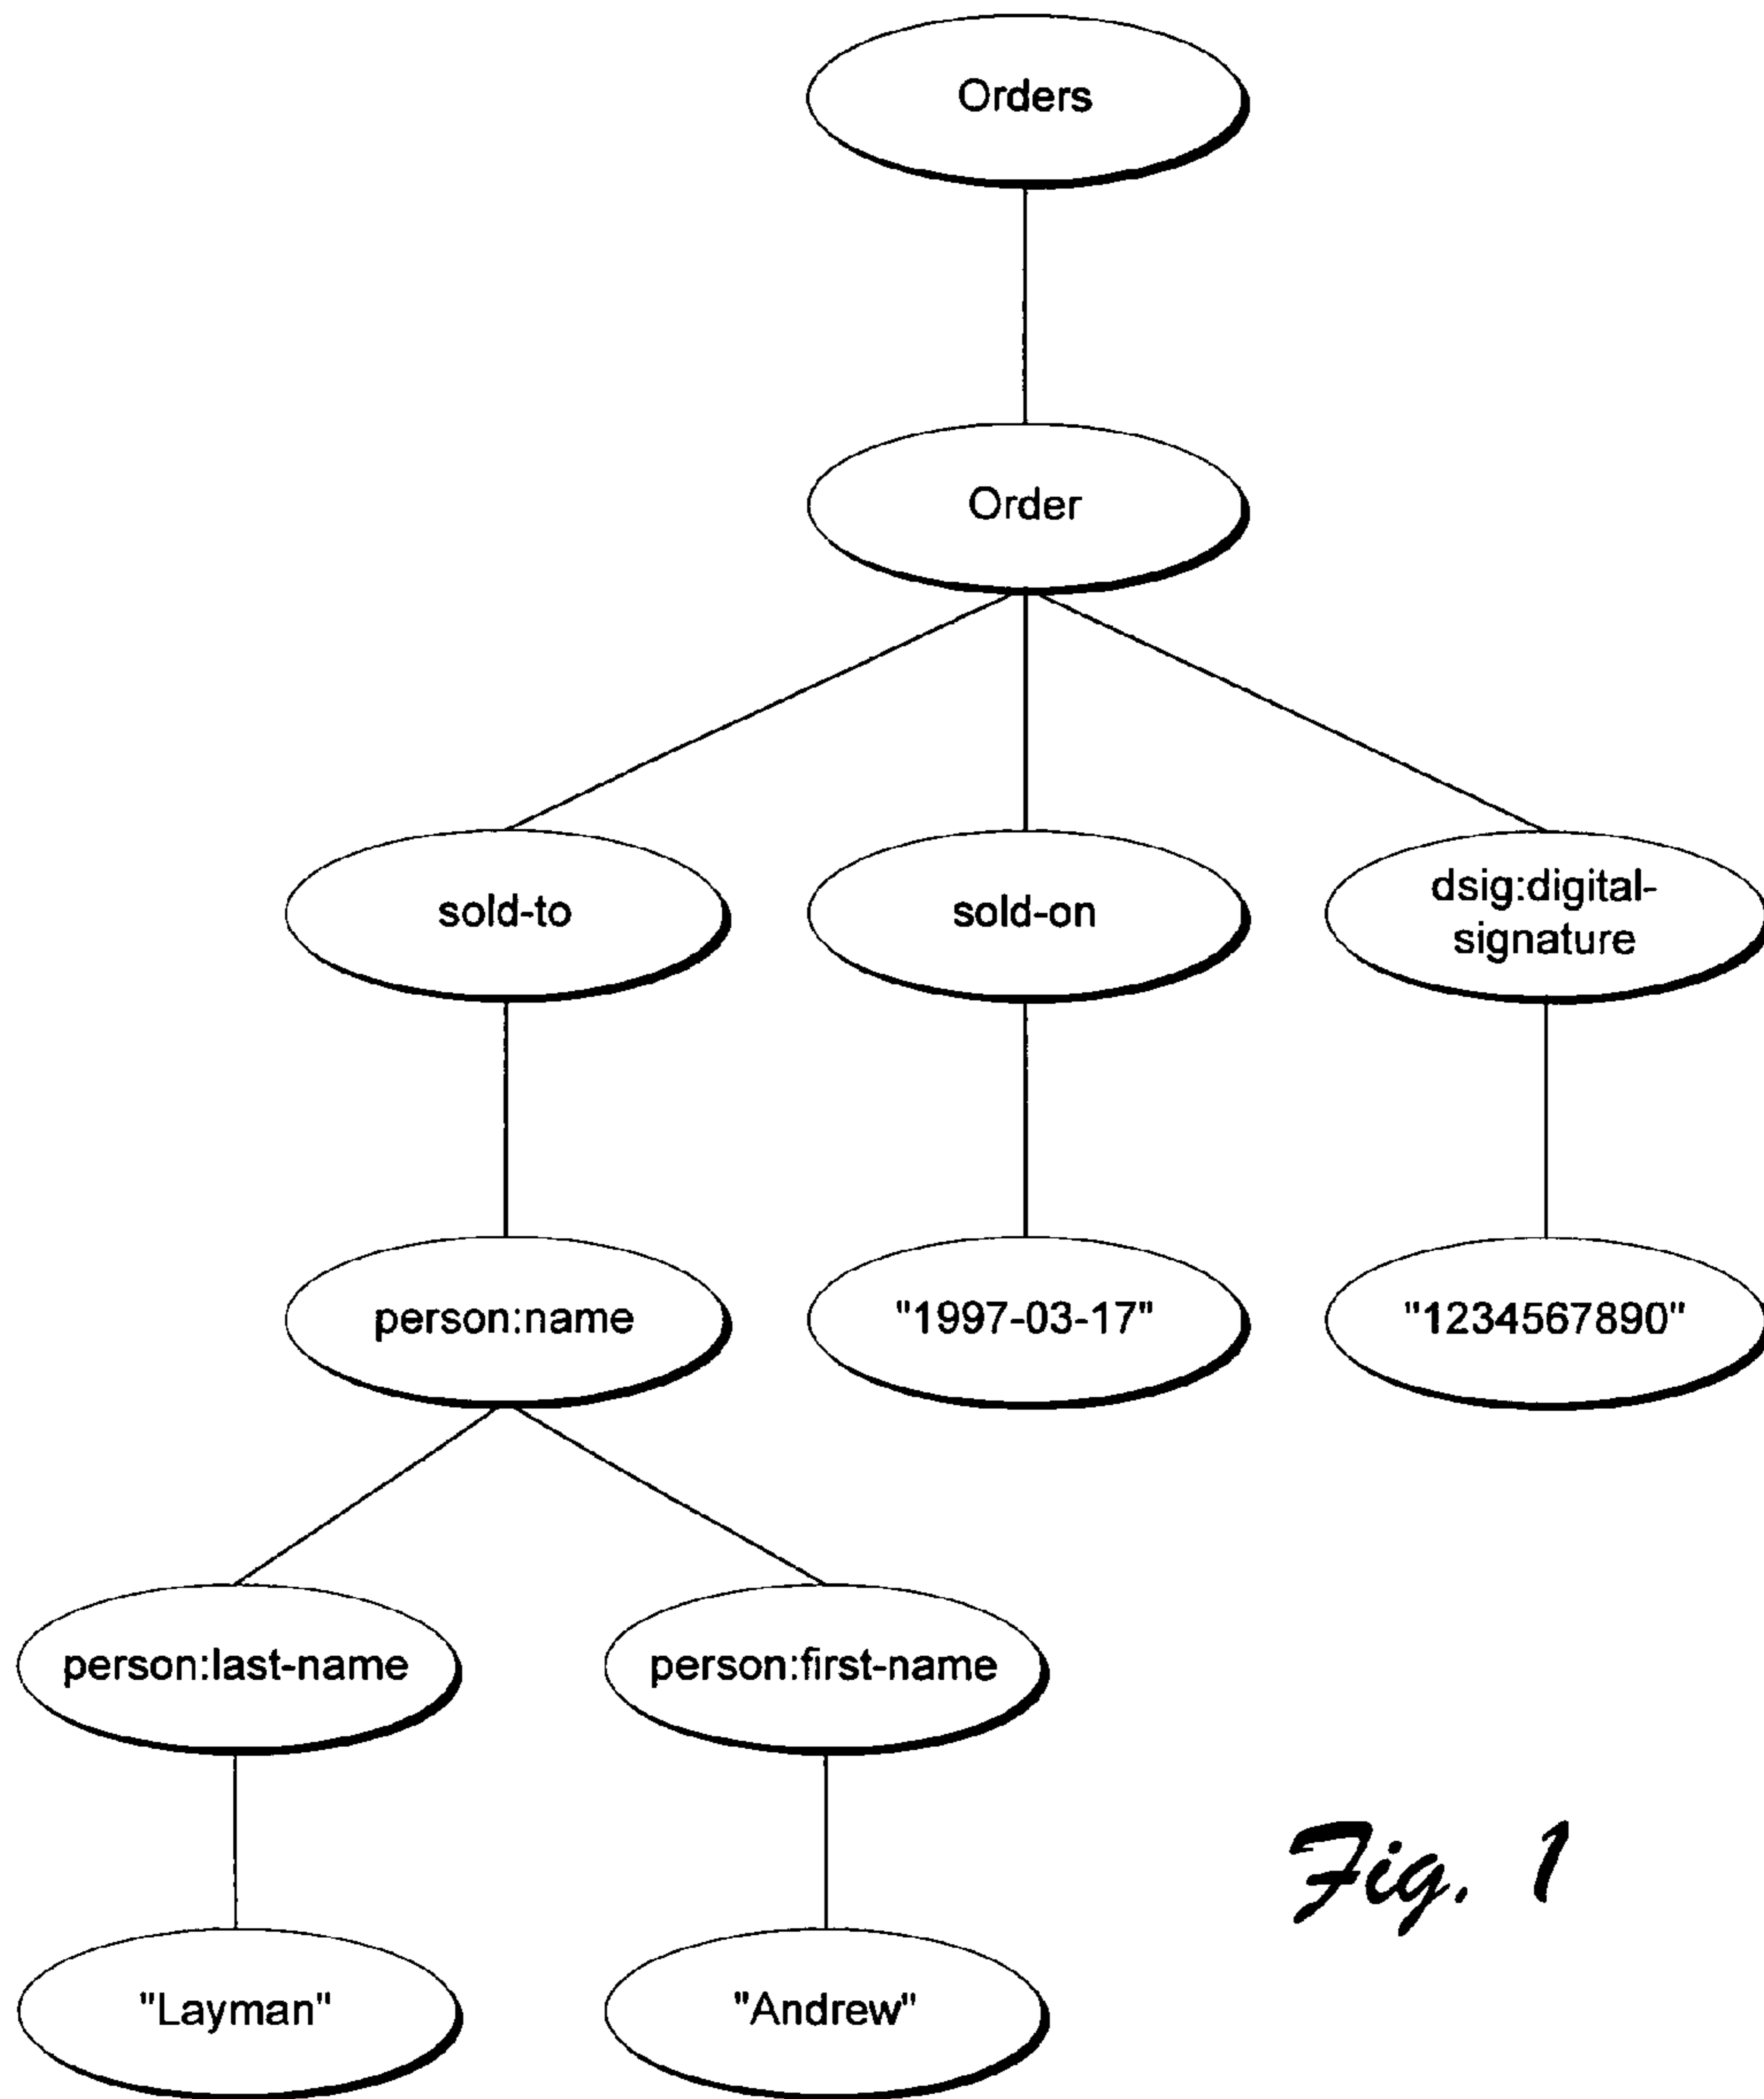 Orders
Order
sold-to
sold-on
dsig:digital-
signature
person:name
"1997-03-17"
"1234567890"
person:last-name
person:first-name
"Layman"
"Andrew"
Fig. 1